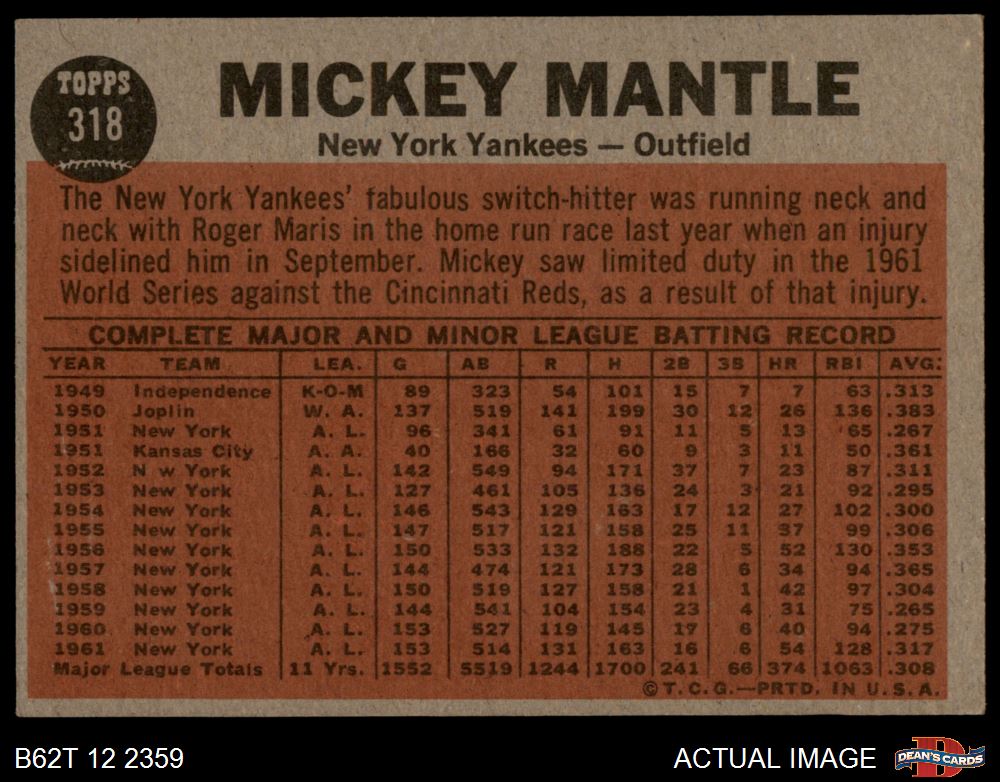 TOPPS
318
MICKEY MANTLE
New York Yankees — Outfield
The New York Yankees' fabulous switch-hitter was running neck and
neck with Roger Maris in the home run race last year when an injury
sidelined him in September. Mickey saw limited duty in the 1961
World Series against the Cincinnati Reds, as a result of that injury.
COMPLETE MAJOR AND MINOR LEAGUE BATTING RECORD
YEAR TEAM LEA. G AB R H 2B 3B HR RBI AVG.
1949 Independence K-O-M 89 323 54 101 15 7 7 63 .313
1950 Joplin W. A. 137 519 141 199 30 12 26 136 .383
1951 New York A. L. 96 341 61 91 11 5 13 65 .267
1951 Kansas City A. A. 40 166 32 60 9 3 11 50 .361
1952 N w York A. L. 142 549 94 171 37 7 23 87 .311
1953 New York A. L. 127 461 105 136 24 3 21 92 .295
1954 New York A. L. 146 543 129 163 17 12 27 102 .300
1955 New York A. L. 147 517 121 158 25 11 37 99 .306
1956 New York A. L. 150 533 132 188 22 5 52 130 .353
1957 New York A. L. 144 474 121 173 28 6 34 94 .365
1958 New York A. L. 150 519 127 158 21 1 42 97 .304
1959 New York A. L. 144 541 104 154 23 4 31 75 .265
1960 New York A. L. 153 527 119 145 17 6 40 94 .275
1961 New York A. L. 153 514 131 163 16 6 54 128 .317
Major League Totals 11 Yrs. 1552 5519 1244 1700 241 66 374 1063 .308
© T. C. G.—PRTD. IN U. S. A.
B62T 12 2359
ACTUAL IMAGE
D
DEAN'S CARDS